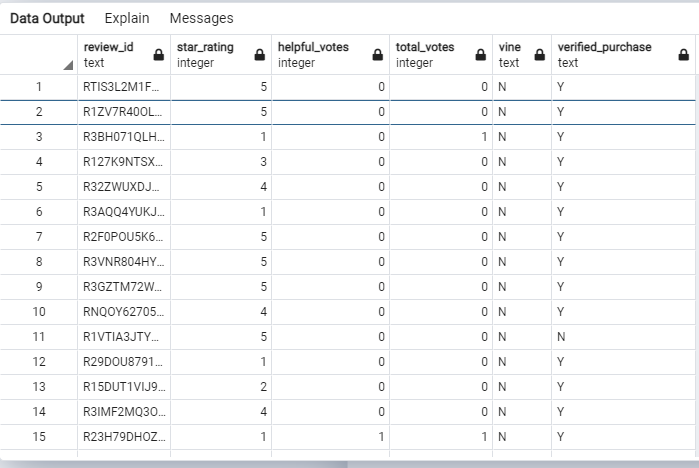 Data Output Explain Messages
review_id star_rating helpful_votes total_votes vine verified_purchase
text integer integer integer text text
1 RTIS3L2M1F... 5 0 0 N Y
2 R1ZV7R40OL... 5 0 0 N Y
3 R3BH071QLH... 1 0 1 N Y
4 R127K9NTSX... 3 0 0 N Y
5 R32ZWUXDJ... 4 0 0 N Y
6 R3AQQ4YUKJ... 1 0 0 N Y
7 R2F0POU5K6... 5 0 0 N Y
8 R3VNR804HY... 5 0 0 N Y
9 R3GZTM72W... 5 0 0 N Y
10 RNQOY62705... 4 0 0 N Y
11 R1VTIA3JTY... 5 0 0 N N
12 R29DOU8791... 1 0 0 N Y
13 R15DUT1VIJ9... 2 0 0 N Y
14 R3IMF2MQ3O... 4 0 0 N Y
15 R23H79DHOZ... 1 1 1 N Y